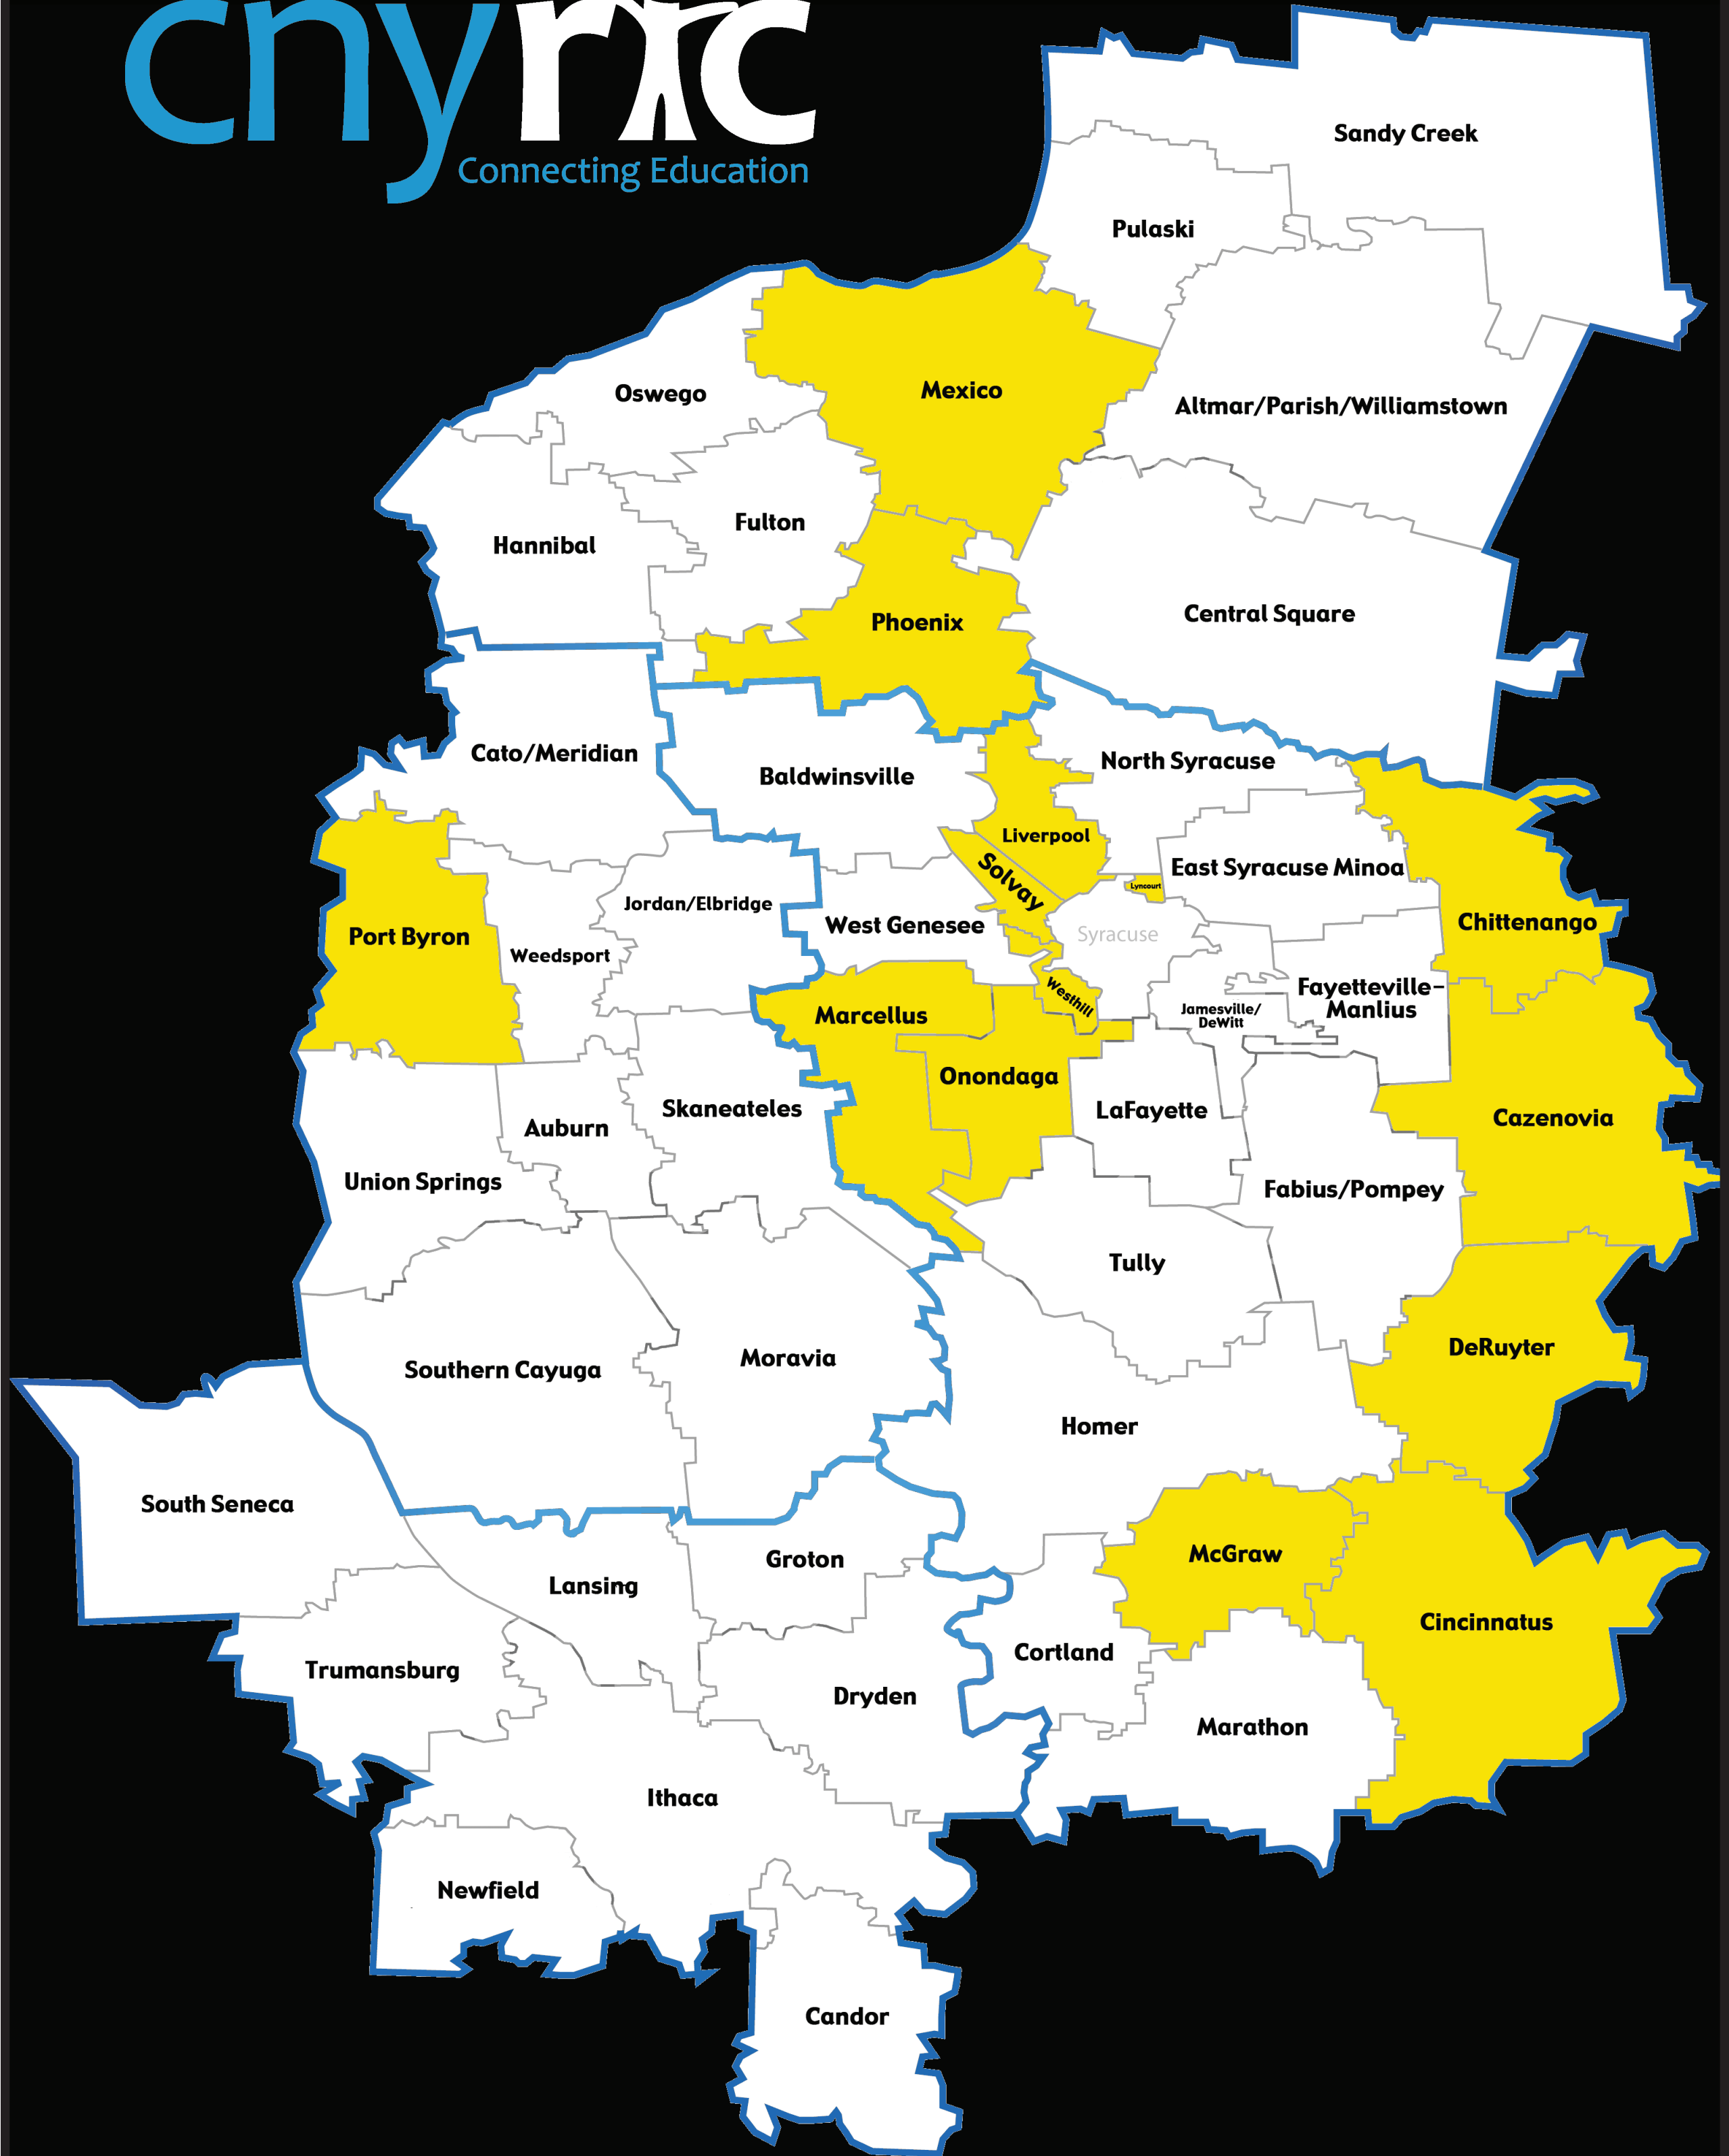 cnyric
Connecting Education
Sandy Creek
Pulaski
Mexico
Oswego
Altmar/Parish/Williamstown
Fulton
Hannibal
Central Square
Phoenix
Cato/Meridian
North Syracuse
Baldwinsville
Liverpool
East Syracuse Minoa
Solvay
Lyncourt
Jordan/Elbridge
Chittenango
West Genesee
Syracuse
Port Byron
Weedsport
Fayetteville-
Manlius
Westhill
Jamesville/
DeWitt
Marcellus
Onondaga
Skaneateles
LaFayette
Cazenovia
Auburn
Union Springs
Fabius/Pompey
Tully
DeRuyter
Moravia
Southern Cayuga
Homer
South Seneca
McGraw
Groton
Lansing
Cincinnatus
Cortland
Trumansburg
Dryden
Marathon
Ithaca
Newfield
Candor